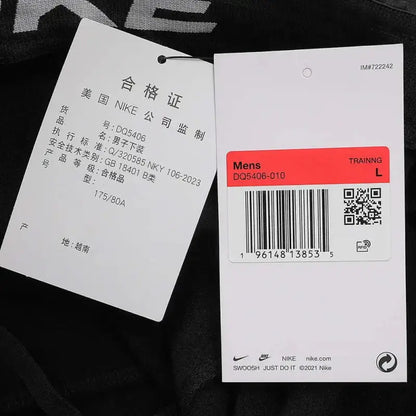 NIKE
合格证
美国 NIKE 公司监制
货号: DQ5406
品名: 男子下装
执行标准: Q/320585 NKY 106-2023
安全技术类别: GB 18401 B类
产品等级: 合格品
型:
175/80A
产地: 越南
IM#722242
Mens TRAINNG
DQ5406-010 L
RFID
1 96148 13853 5
NIKE nike.com
SWOOSH JUST DO IT ©2021 Nike